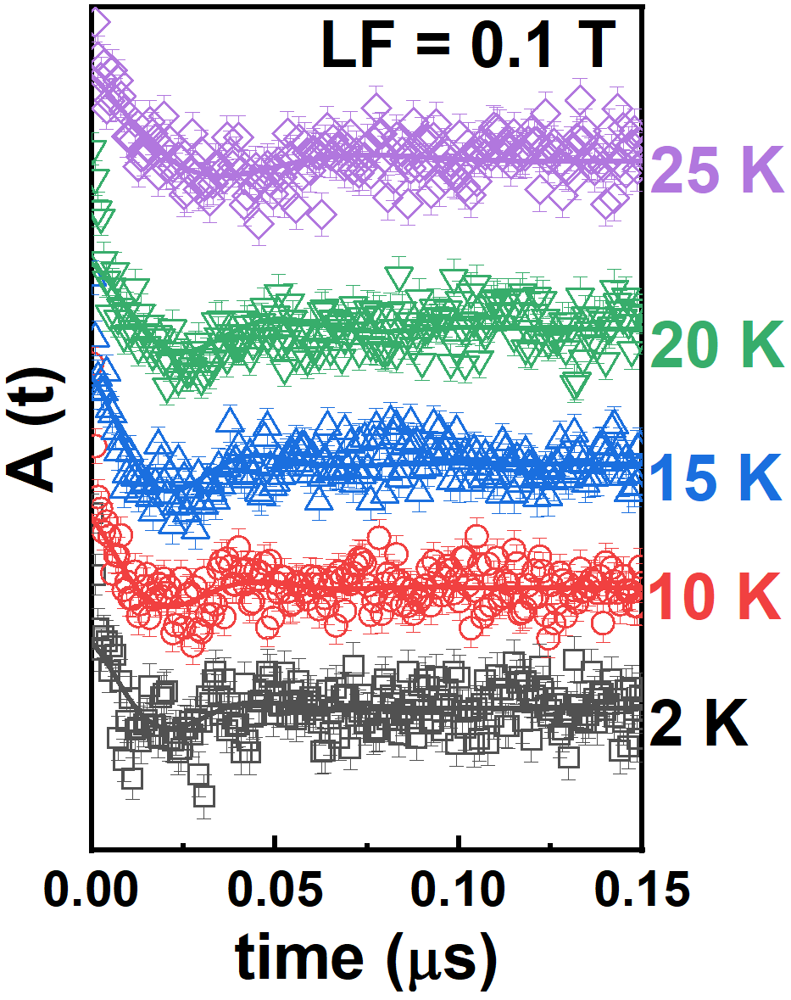 LF = 0.1 T
25 K
20 K
A (t)
15 K
10 K
2 K
0.00 0.05 0.10 0.15
time (μs)